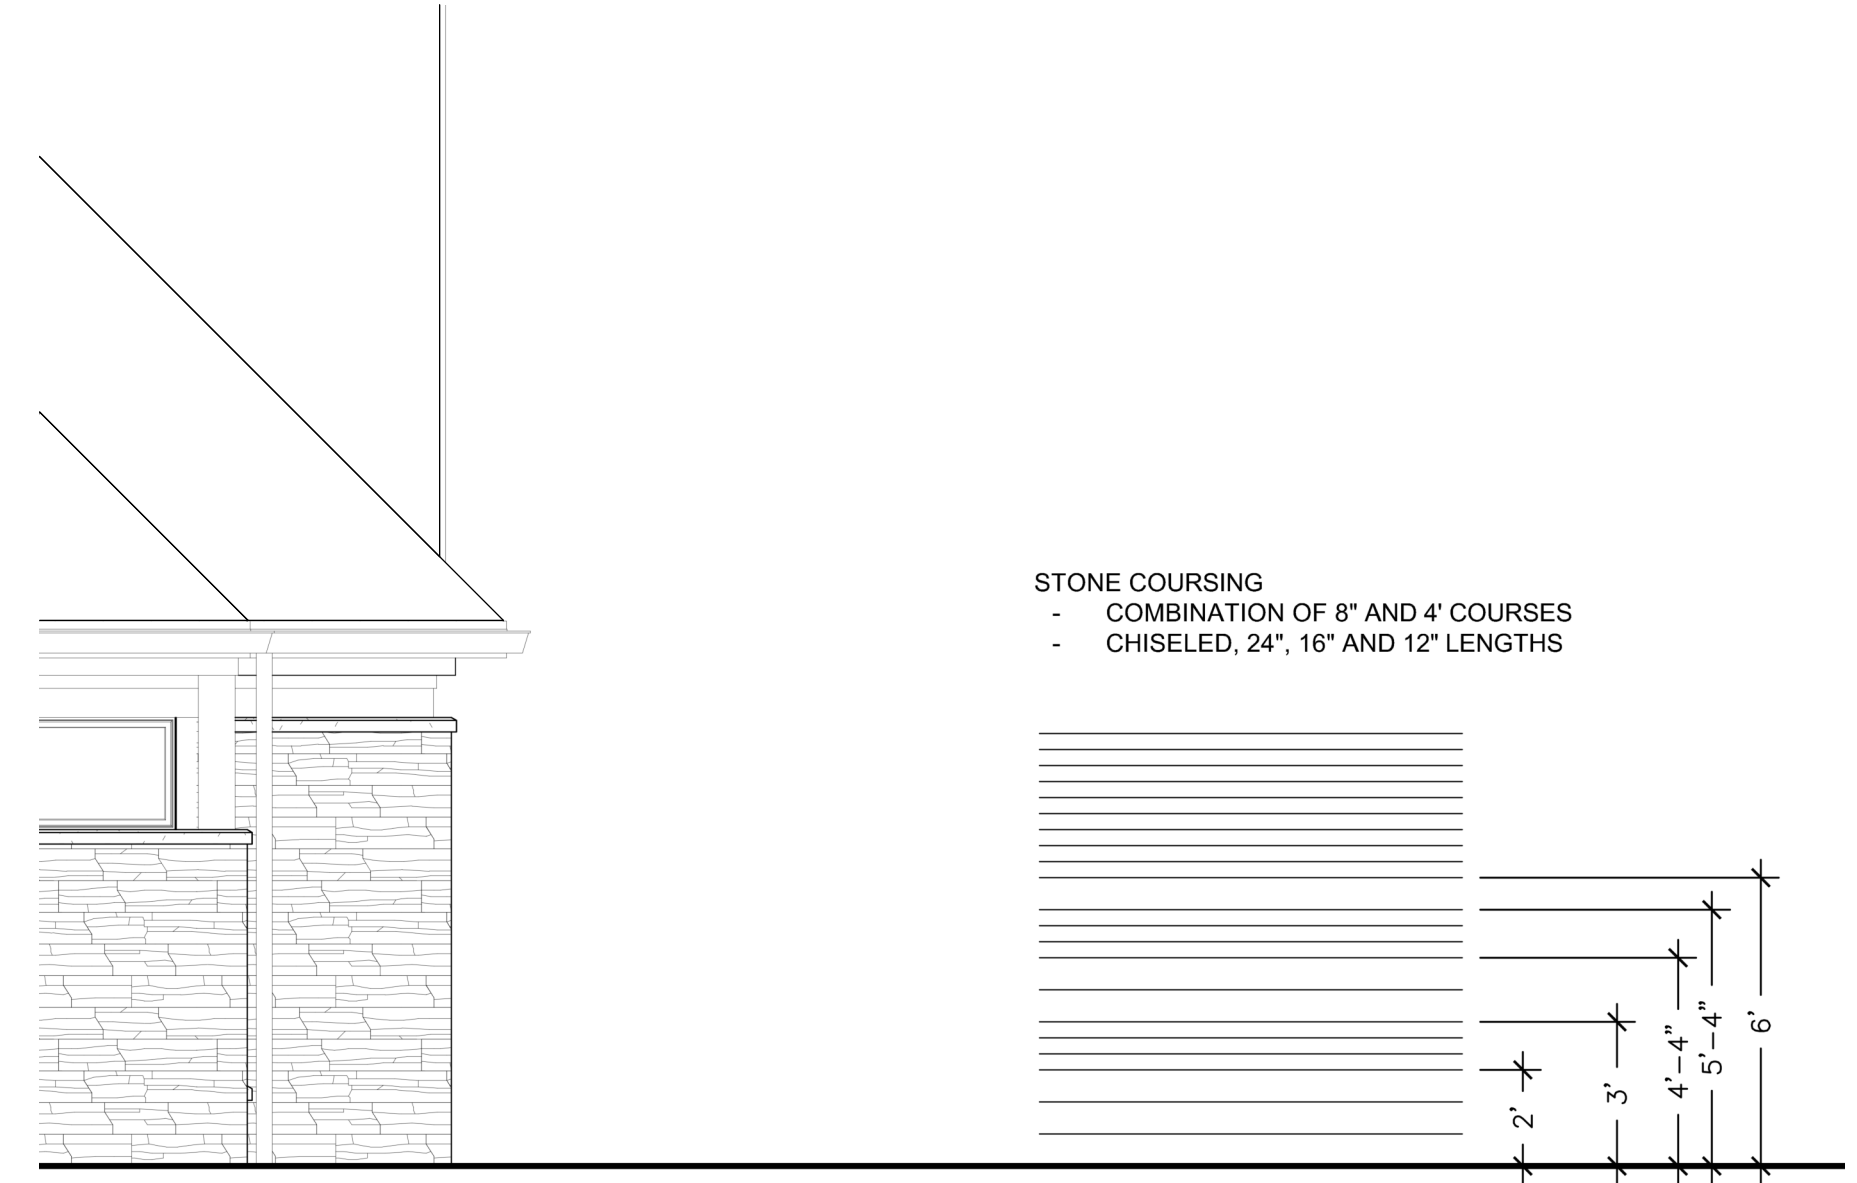 STONE COURSING
- COMBINATION OF 8" AND 4' COURSES
- CHISELED, 24", 16" AND 12" LENGTHS
2'
3'
4'-4"
5'-4"
6'